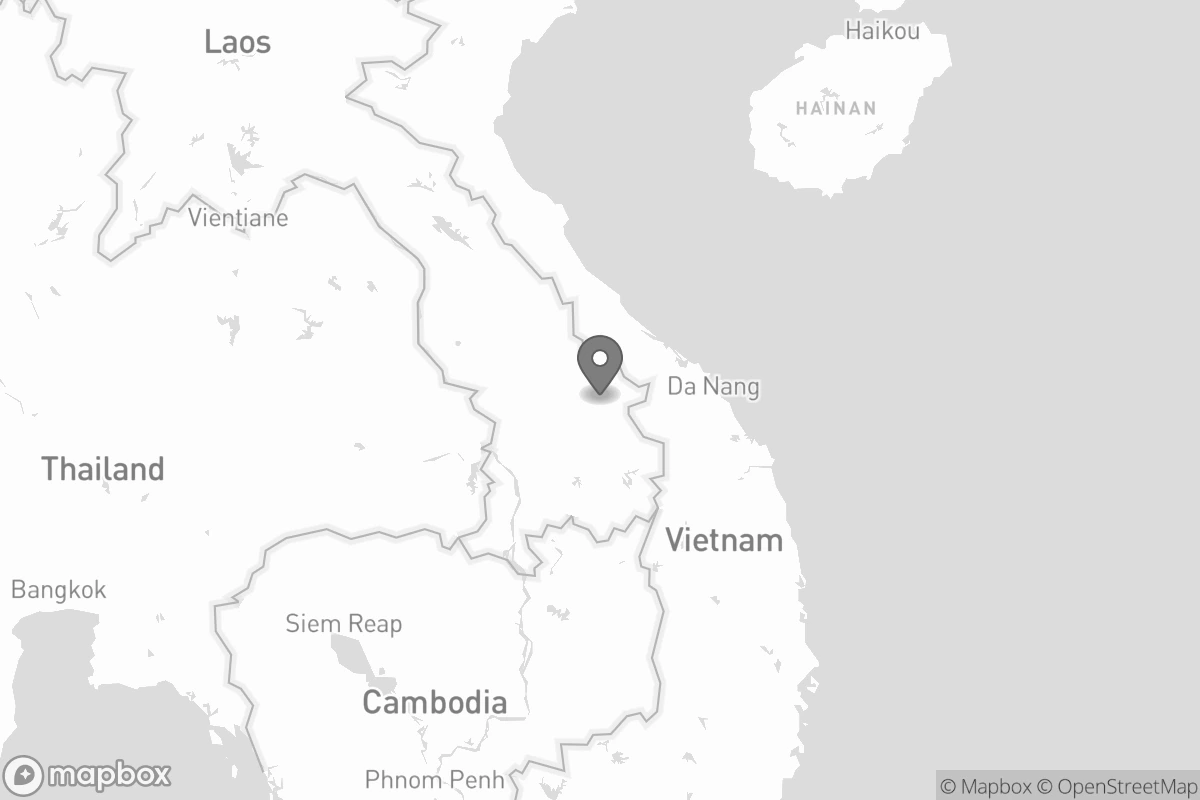 Haikou
Laos
HAINAN
Vientiane
Da Nang
Thailand
Vietnam
Bangkok
Siem Reap
Cambodia
Phnom Penh
mapbox
© Mapbox © OpenStreetMap